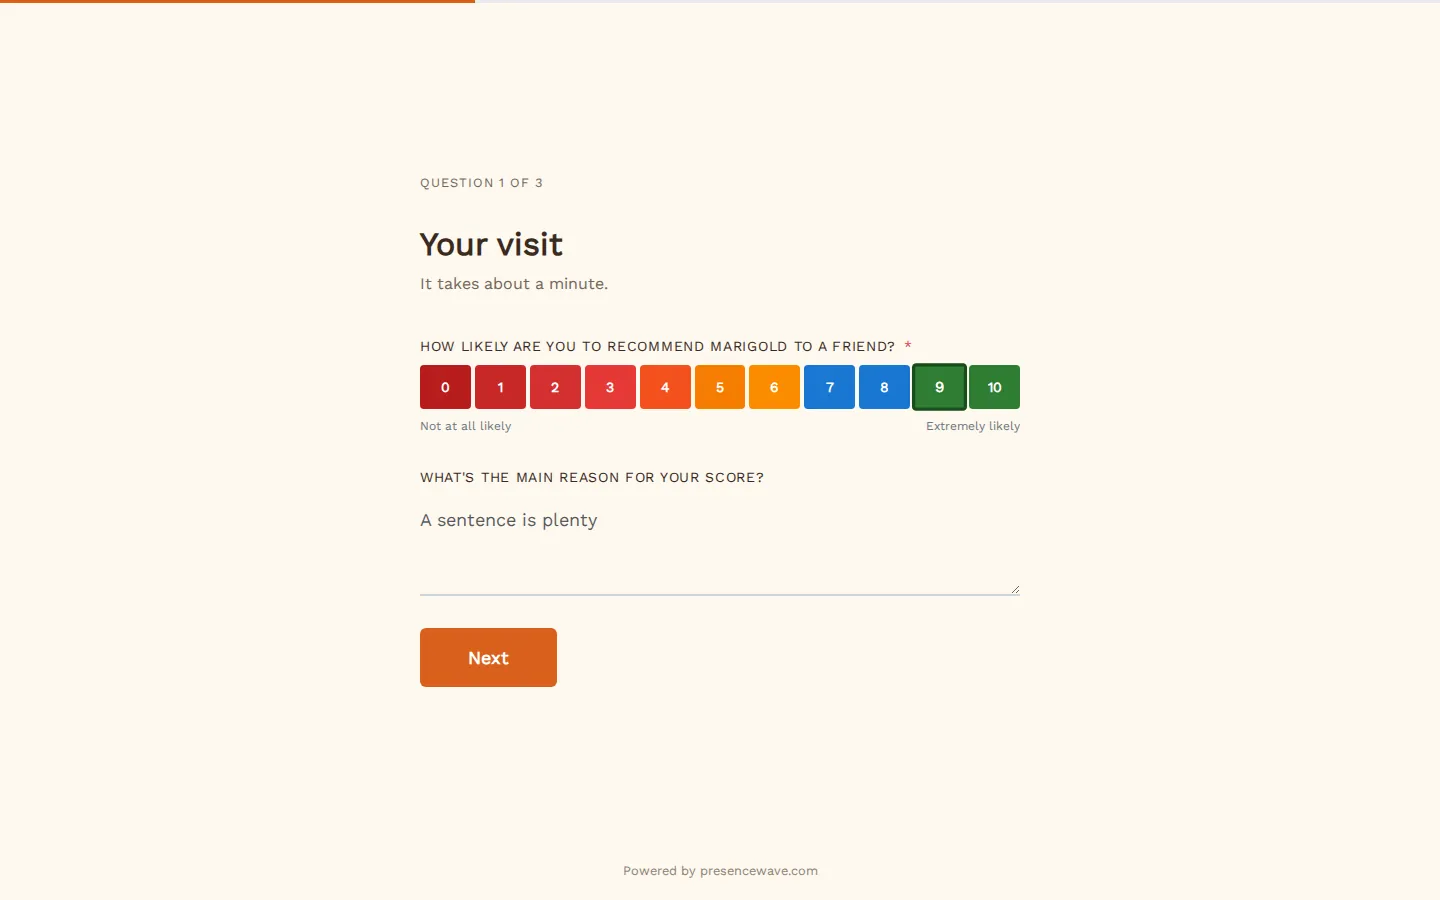 QUESTION 1 OF 3
Your visit
It takes about a minute.
HOW LIKELY ARE YOU TO RECOMMEND MARIGOLD TO A FRIEND? *
0 1 2 3 4 5 6 7 8 9 10
Not at all likely Extremely likely
WHAT'S THE MAIN REASON FOR YOUR SCORE?
A sentence is plenty
Next
Powered by presencewave.com